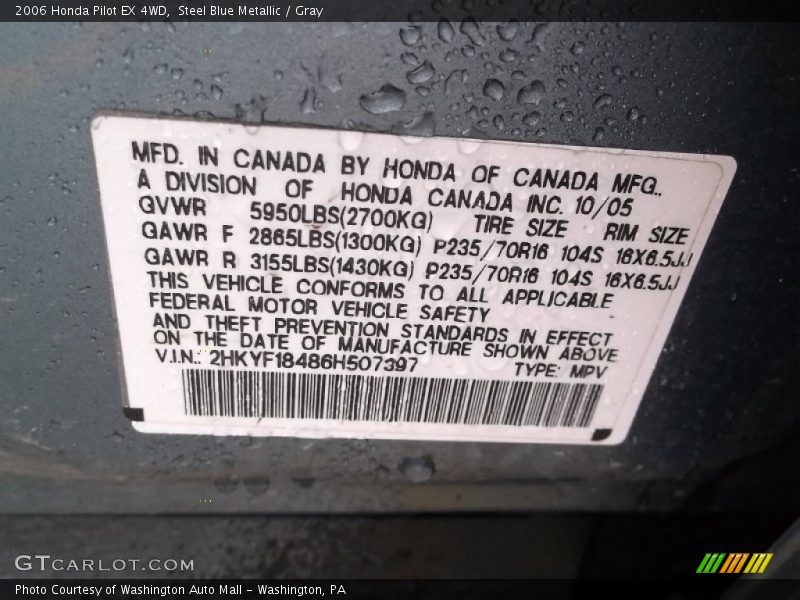 2006 Honda Pilot EX 4WD, Steel Blue Metallic / Gray
MFD. IN CANADA BY HONDA OF CANADA MFG.,
A DIVISION OF HONDA CANADA INC. 10/05
GVWR 5950LBS(2700KG) TIRE SIZE RIM SIZE
GAWR F 2865LBS(1300KG) P235/70R16 104S 16X6.5JJ
GAWR R 3155LBS(1430KG) P235/70R16 104S 16X6.5JJ
THIS VEHICLE CONFORMS TO ALL APPLICABLE
FEDERAL MOTOR VEHICLE SAFETY
AND THEFT PREVENTION STANDARDS IN EFFECT
ON THE DATE OF MANUFACTURE SHOWN ABOVE
V.I.N.: 2HKYF18486H507397 TYPE: MPV
GTCARLOT.COM
Photo Courtesy of Washington Auto Mall - Washington, PA